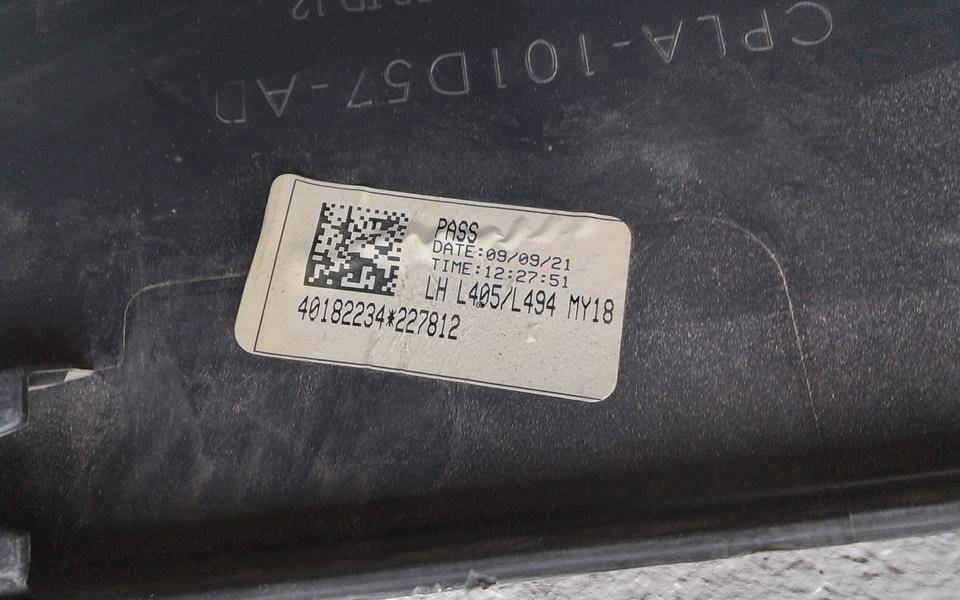 CPLA-101D57-AD
PASS
DATE:09/09/21
TIME:12:27:51
LH L405/L494 MY18
40182234*227812